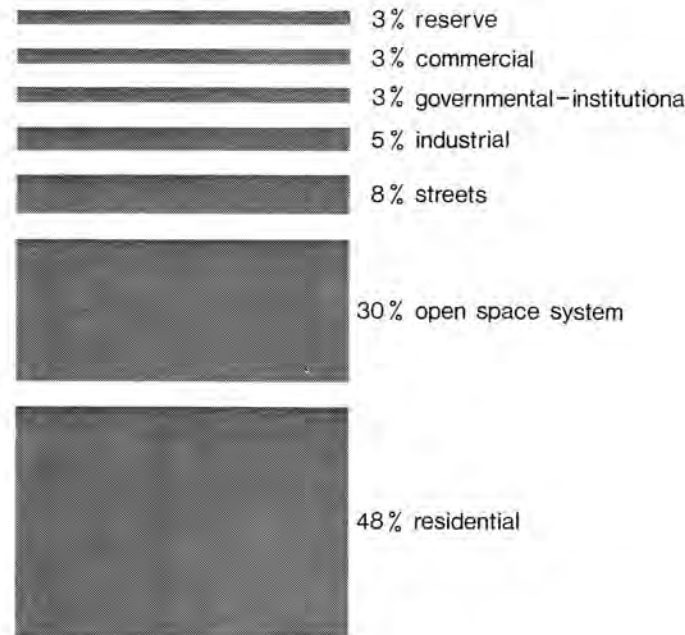 3% reserve
3% commercial
3% governmental-institutiona
5% industrial
8% streets
30% open space system
48% residential